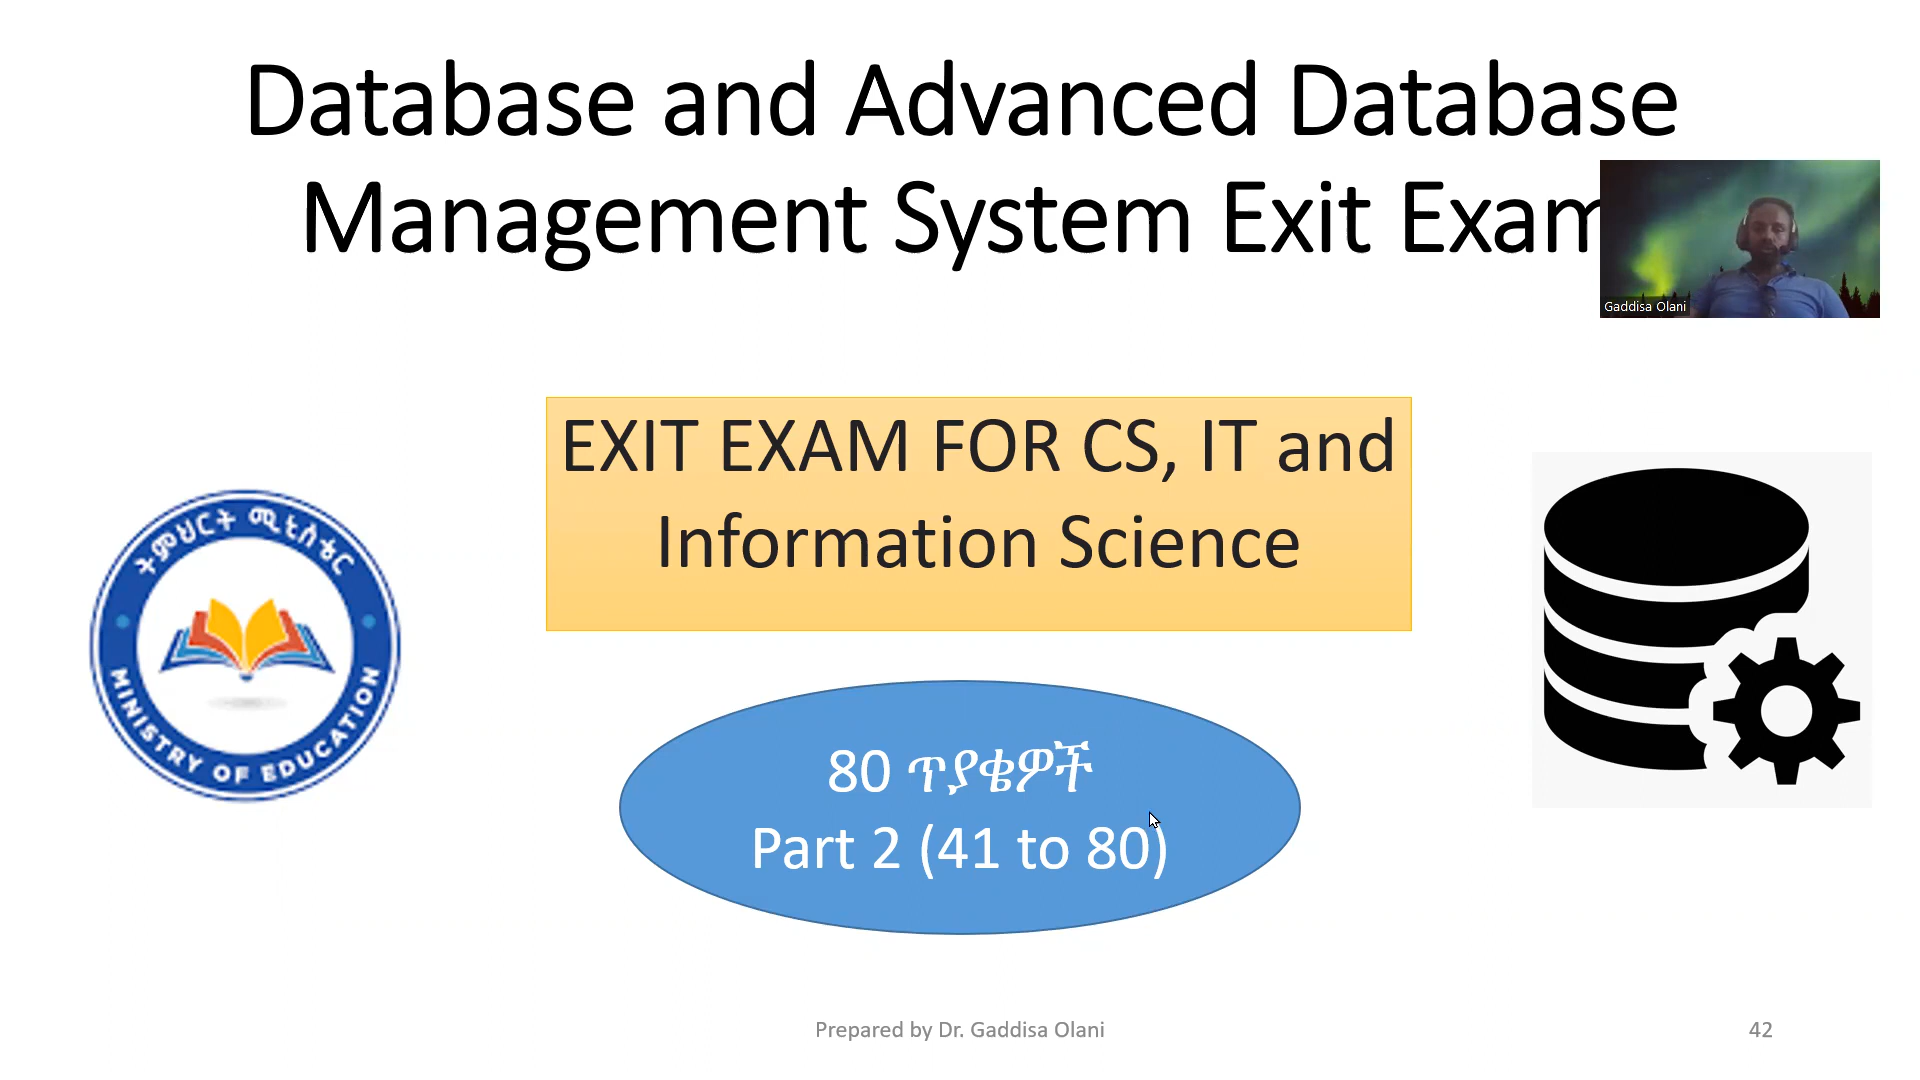 Database and Advanced Database
Management System Exit Exam
Gaddisa Olani
EXIT EXAM FOR CS, IT and
Information Science
ትምህርት ሚኒስቴር
MINISTRY OF EDUCATION
80 ጥያቄዎች
Part 2 (41 to 80)
Prepared by Dr. Gaddisa Olani
42